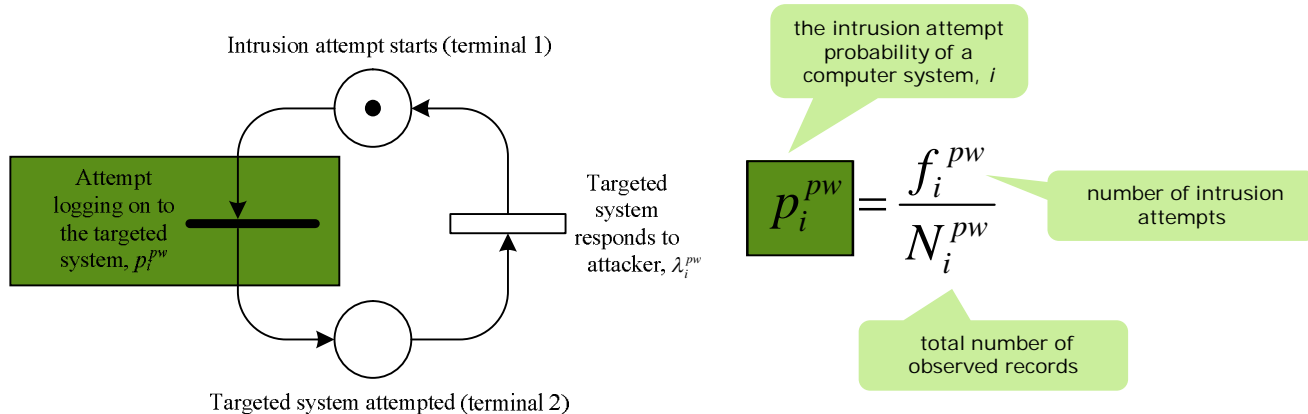 Intrusion attempt starts (terminal 1)
Attempt
logging on to
the targeted
system, p_i^{pw}
Targeted
system
responds to
attacker, λ_i^{pw}
Targeted system attempted (terminal 2)
the intrusion attempt
probability of a
computer system, i
p_i^{pw} = f_i^{pw} / N_i^{pw}
number of intrusion
attempts
total number of
observed records